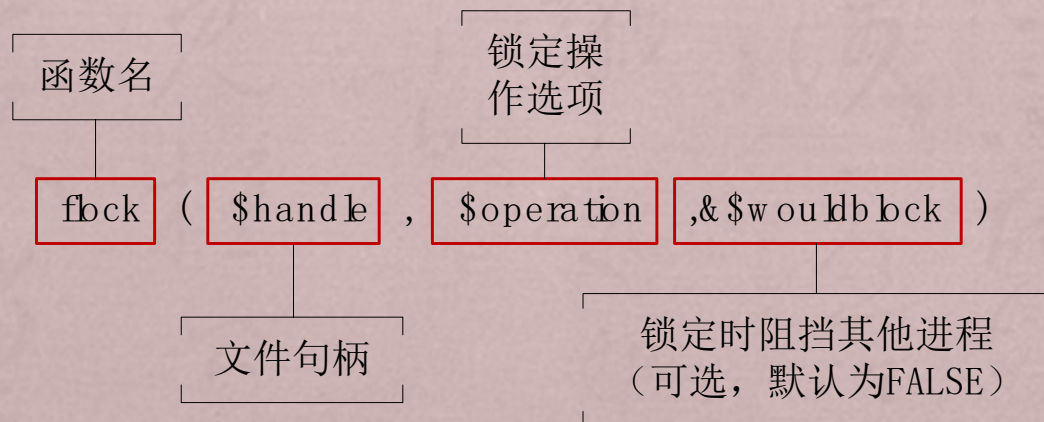 函数名
锁定操
作选项
flock ( $handle , $operation ,&$wouldblock )
文件句柄
锁定时阻挡其他进程
（可选，默认为FALSE）